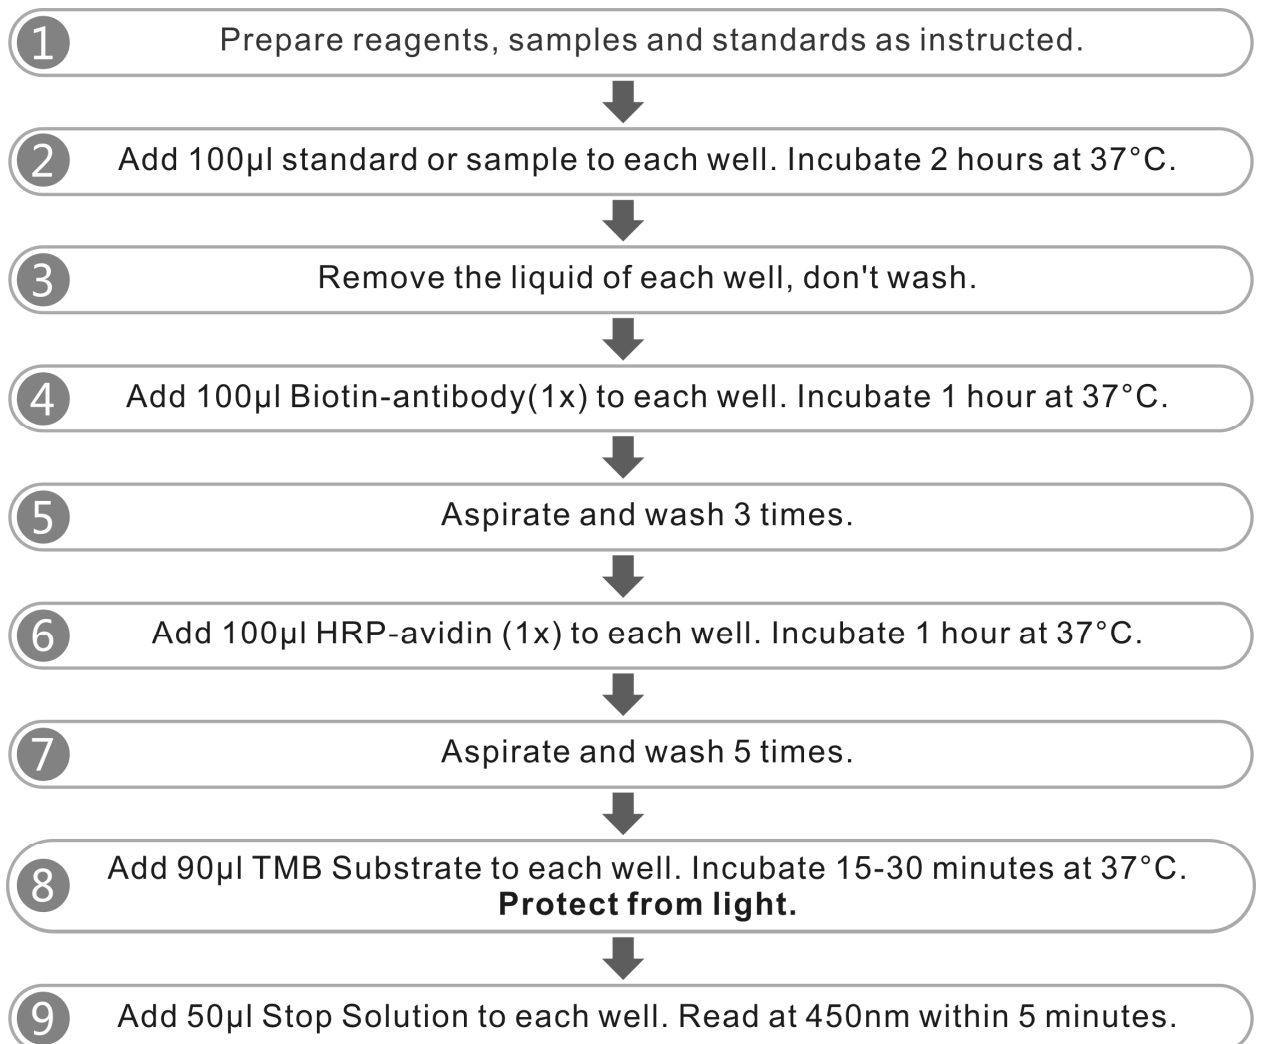 1 Prepare reagents, samples and standards as instructed.
2 Add 100µl standard or sample to each well. Incubate 2 hours at 37°C.
3 Remove the liquid of each well, don't wash.
4 Add 100µl Biotin-antibody(1x) to each well. Incubate 1 hour at 37°C.
5 Aspirate and wash 3 times.
6 Add 100µl HRP-avidin (1x) to each well. Incubate 1 hour at 37°C.
7 Aspirate and wash 5 times.
8 Add 90µl TMB Substrate to each well. Incubate 15-30 minutes at 37°C.
Protect from light.
9 Add 50µl Stop Solution to each well. Read at 450nm within 5 minutes.